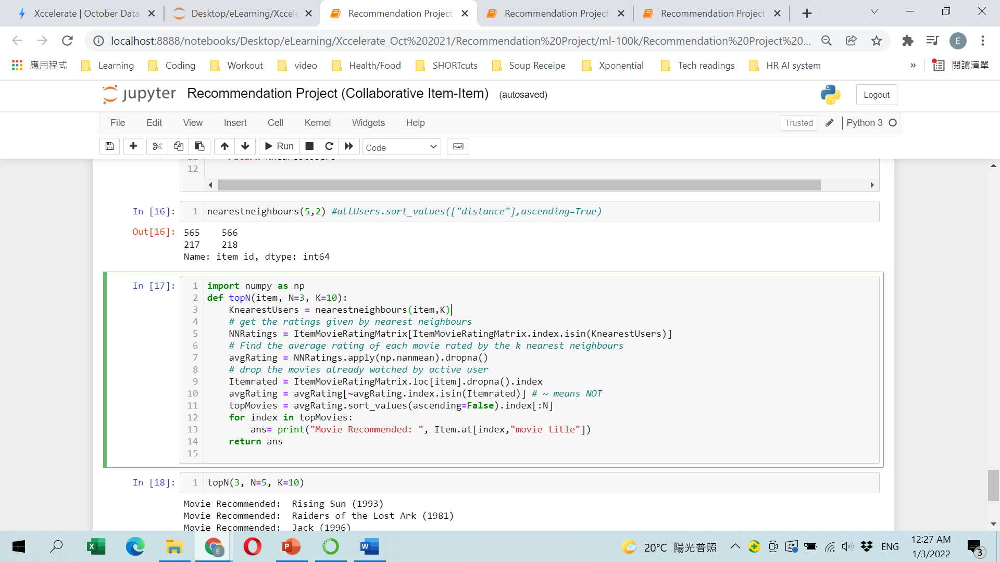 Xccelerate | October Data
Desktop/eLearning/Xccele
Recommendation Project
Recommendation Project
Recommendation Project
localhost:8888/notebooks/Desktop/eLearning/Xccelerate_Oct%202021/Recommendation%20Project/ml-100k/Recommendation%20Project%20...
E
應用程式
Learning
Coding
Workout
video
Health/Food
SHORTcuts
Soup Receipe
Xponential
Tech readings
HR AI system
»
閱讀清單
jupyter Recommendation Project (Collaborative Item-Item) (autosaved)
Logout
File Edit View Insert Cell Kernel Widgets Help
Trusted
Python 3
Run
Code
12
In [16]: 1 nearestneighbours(5,2) #allUsers.sort_values(["distance"],ascending=True)
Out[16]: 565 566
217 218
Name: item id, dtype: int64
In [17]: 1 import numpy as np
2 def topN(item, N=3, K=10):
3 KnearestUsers = nearestneighbours(item,K)
4 # get the ratings given by nearest neighbours
5 NNRatings = ItemMovieRatingMatrix[ItemMovieRatingMatrix.index.isin(KnearestUsers)]
6 # Find the average rating of each movie rated by the k nearest neighbours
7 avgRating = NNRatings.apply(np.nanmean).dropna()
8 # drop the movies already watched by active user
9 Itemrated = ItemMovieRatingMatrix.loc[item].dropna().index
10 avgRating = avgRating[~avgRating.index.isin(Itemrated)] # ~ means NOT
11 topMovies = avgRating.sort_values(ascending=False).index[:N]
12 for index in topMovies:
13 ans= print("Movie Recommended: ", Item.at[index,"movie title"])
14 return ans
15
In [18]: 1 topN(3, N=5, K=10)
Movie Recommended: Rising Sun (1993)
Movie Recommended: Raiders of the Lost Ark (1981)
Movie Recommended: Jack (1996)
20°C 陽光普照
ENG
12:27 AM
1/3/2022
3